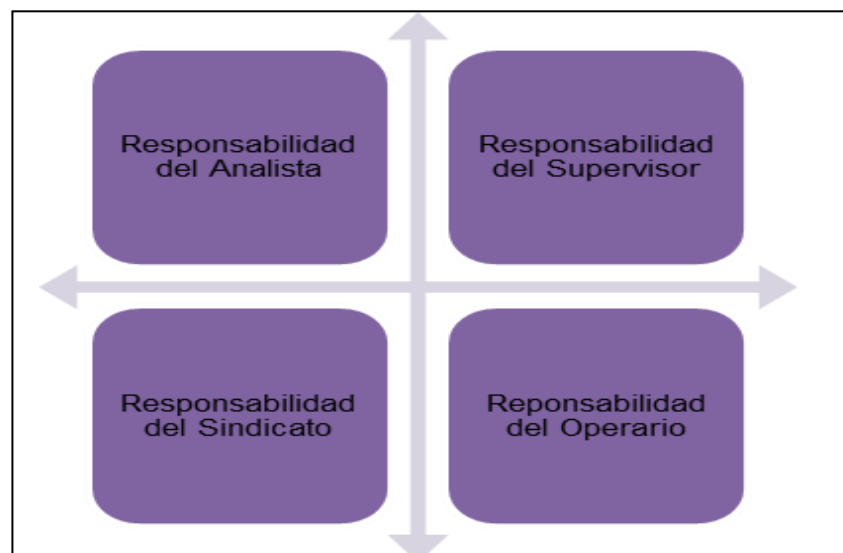 Responsabilidad
del Analista
Responsabilidad
del Supervisor
Responsabilidad
del Sindicato
Reponsabilidad
del Operario